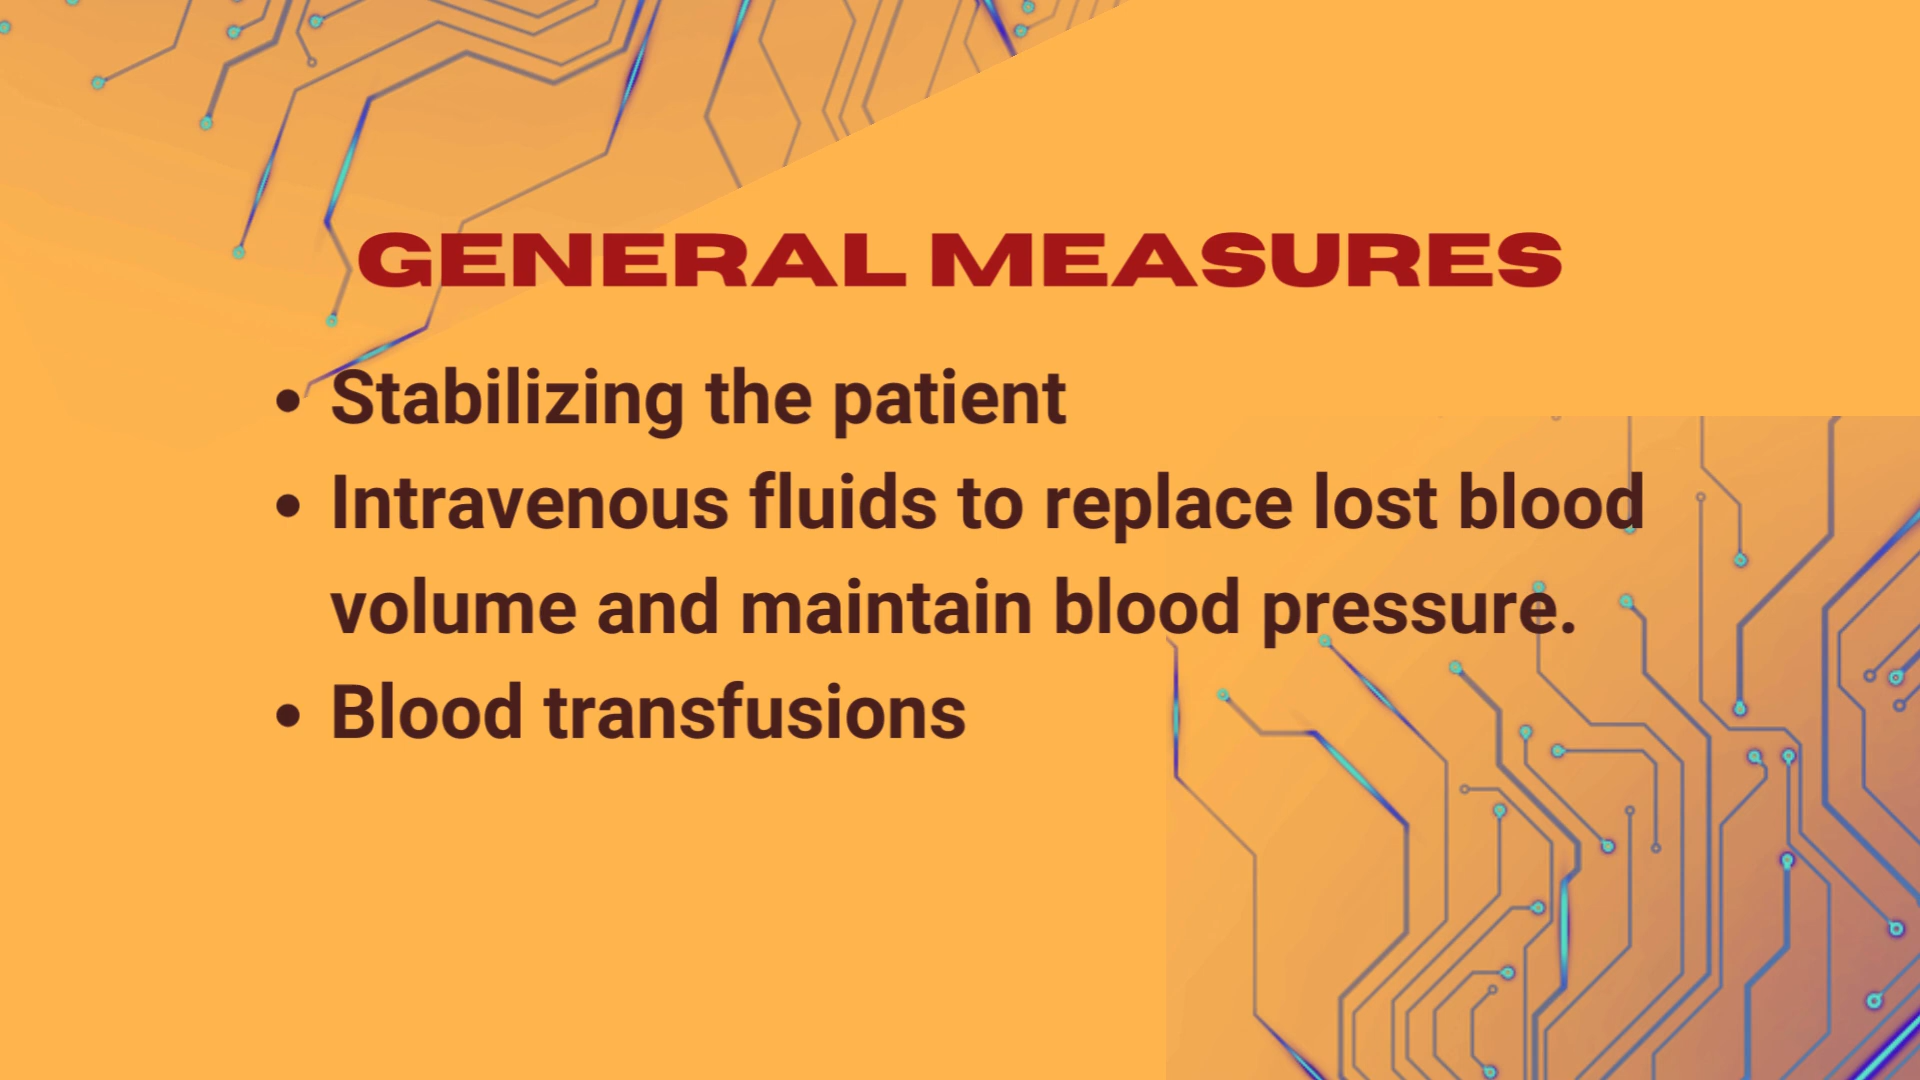 GENERAL MEASURES
• Stabilizing the patient
• Intravenous fluids to replace lost blood
volume and maintain blood pressure.
• Blood transfusions